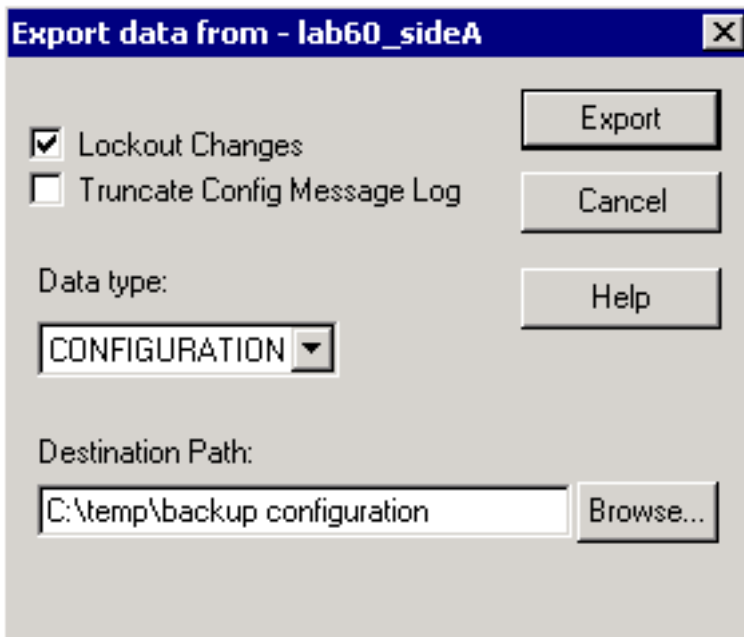 Export data from - lab60_sideA
Lockout Changes
Truncate Config Message Log
Export
Cancel
Help
Data type:
CONFIGURATION
Destination Path:
C:\temp\backup configuration
Browse...